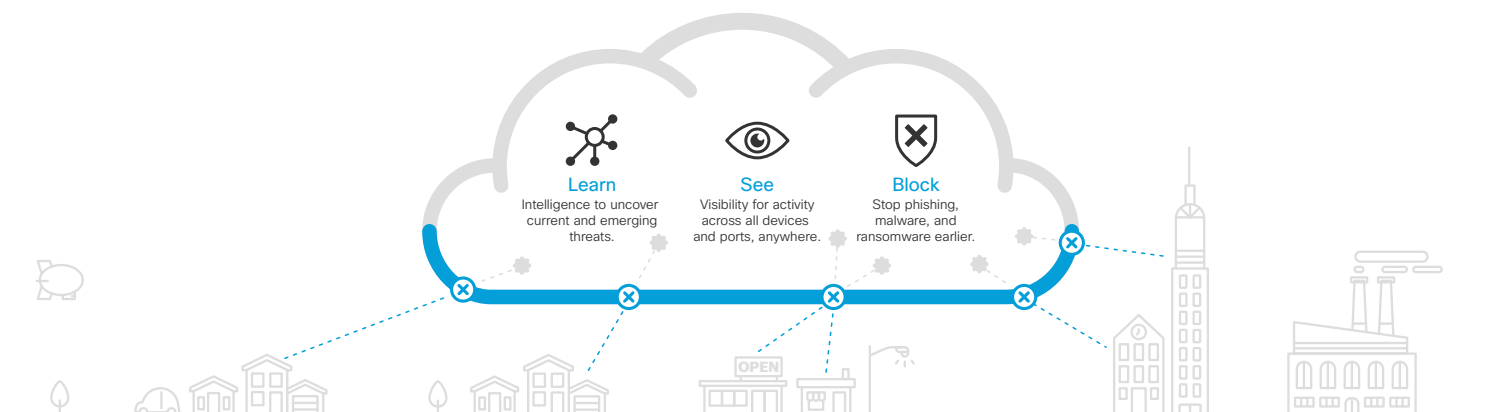 Learn
Intelligence to uncover
current and emerging
threats.
See
Visibility for activity
across all devices
and ports, anywhere.
Block
Stop phishing,
malware, and
ransomware earlier.
OPEN